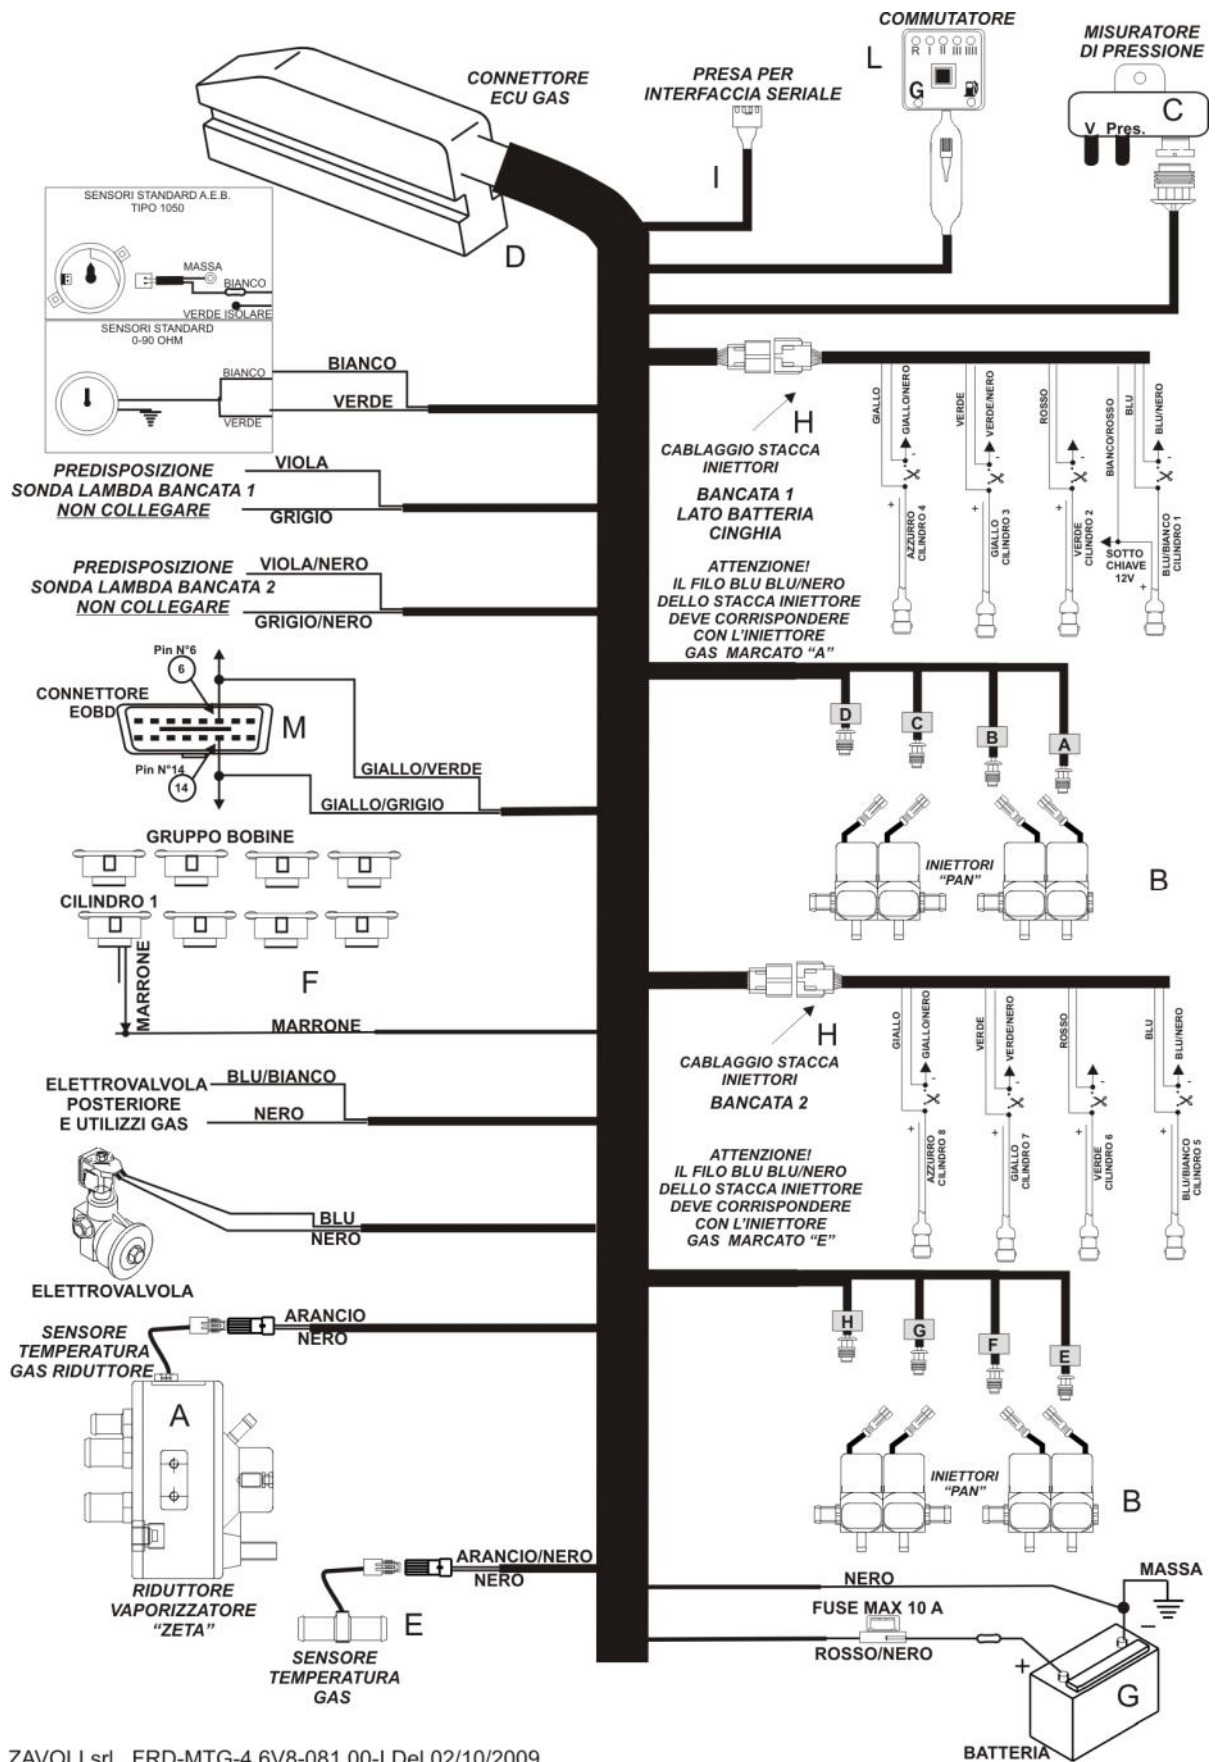 COMMUTATORE
MISURATORE
DI PRESSIONE
CONNETTORE
ECU GAS
PRESA PER
INTERFACCIA SERIALE
L
R I II III IIII
G
C
V Pres.
I
D
SENSORI STANDARD A.E.B.
TIPO 1050
MASSA
BIANCO
VERDE ISOLARE
SENSORI STANDARD
0-90 OHM
BIANCO
VERDE
BIANCO
VERDE
PREDISPOSIZIONE
SONDA LAMBDA BANCATA 1
NON COLLEGARE
VIOLA
GRIGIO
PREDISPOSIZIONE
SONDA LAMBDA BANCATA 2
NON COLLEGARE
VIOLA/NERO
GRIGIO/NERO
Pin N°6
6
CONNETTORE
EOBD
M
Pin N°14
14
GIALLO/VERDE
GIALLO/GRIGIO
GRUPPO BOBINE
CILINDRO 1
MARRONE
F
MARRONE
ELETTROVALVOLA
POSTERIORE
E UTILIZZI GAS
BLU/BIANCO
NERO
BLU
NERO
ELETTROVALVOLA
SENSORE
TEMPERATURA
GAS RIDUTTORE
ARANCIO
NERO
A
RIDUTTORE
VAPORIZZATORE
"ZETA"
ARANCIO/NERO
NERO
E
SENSORE
TEMPERATURA
GAS
H
CABLAGGIO STACCA
INIETTORI
BANCATA 1
LATO BATTERIA
CINGHIA
ATTENZIONE!
IL FILO BLU BLU/NERO
DELLO STACCA INIETTORE
DEVE CORRISPONDERE
CON L'INIETTORE
GAS MARCATO "A"
GIALLO
GIALLO/NERO
-
+
AZZURRO
CILINDRO 4
VERDE
VERDE/NERO
-
+
GIALLO
CILINDRO 3
ROSSO
-
+
VERDE
CILINDRO 2
BIANCO/ROSSO
SOTTO
CHIAVE
12V
BLU
BLU/NERO
-
+
BLU/BIANCO
CILINDRO 1
D
C
B
A
INIETTORI
"PAN"
B
H
CABLAGGIO STACCA
INIETTORI
BANCATA 2
ATTENZIONE!
IL FILO BLU BLU/NERO
DELLO STACCA INIETTORE
DEVE CORRISPONDERE
CON L'INIETTORE
GAS MARCATO "E"
GIALLO
GIALLO/NERO
-
+
AZZURRO
CILINDRO 8
VERDE
VERDE/NERO
-
+
GIALLO
CILINDRO 7
ROSSO
-
+
VERDE
CILINDRO 6
BLU
BLU/NERO
-
+
BLU/BIANCO
CILINDRO 5
H
G
F
E
INIETTORI
"PAN"
B
NERO
MASSA
FUSE MAX 10 A
ROSSO/NERO
+
−
G
BATTERIA
ZAVOLI srl FRD-MTG-4.6V8-081.00-I Del 02/10/2009